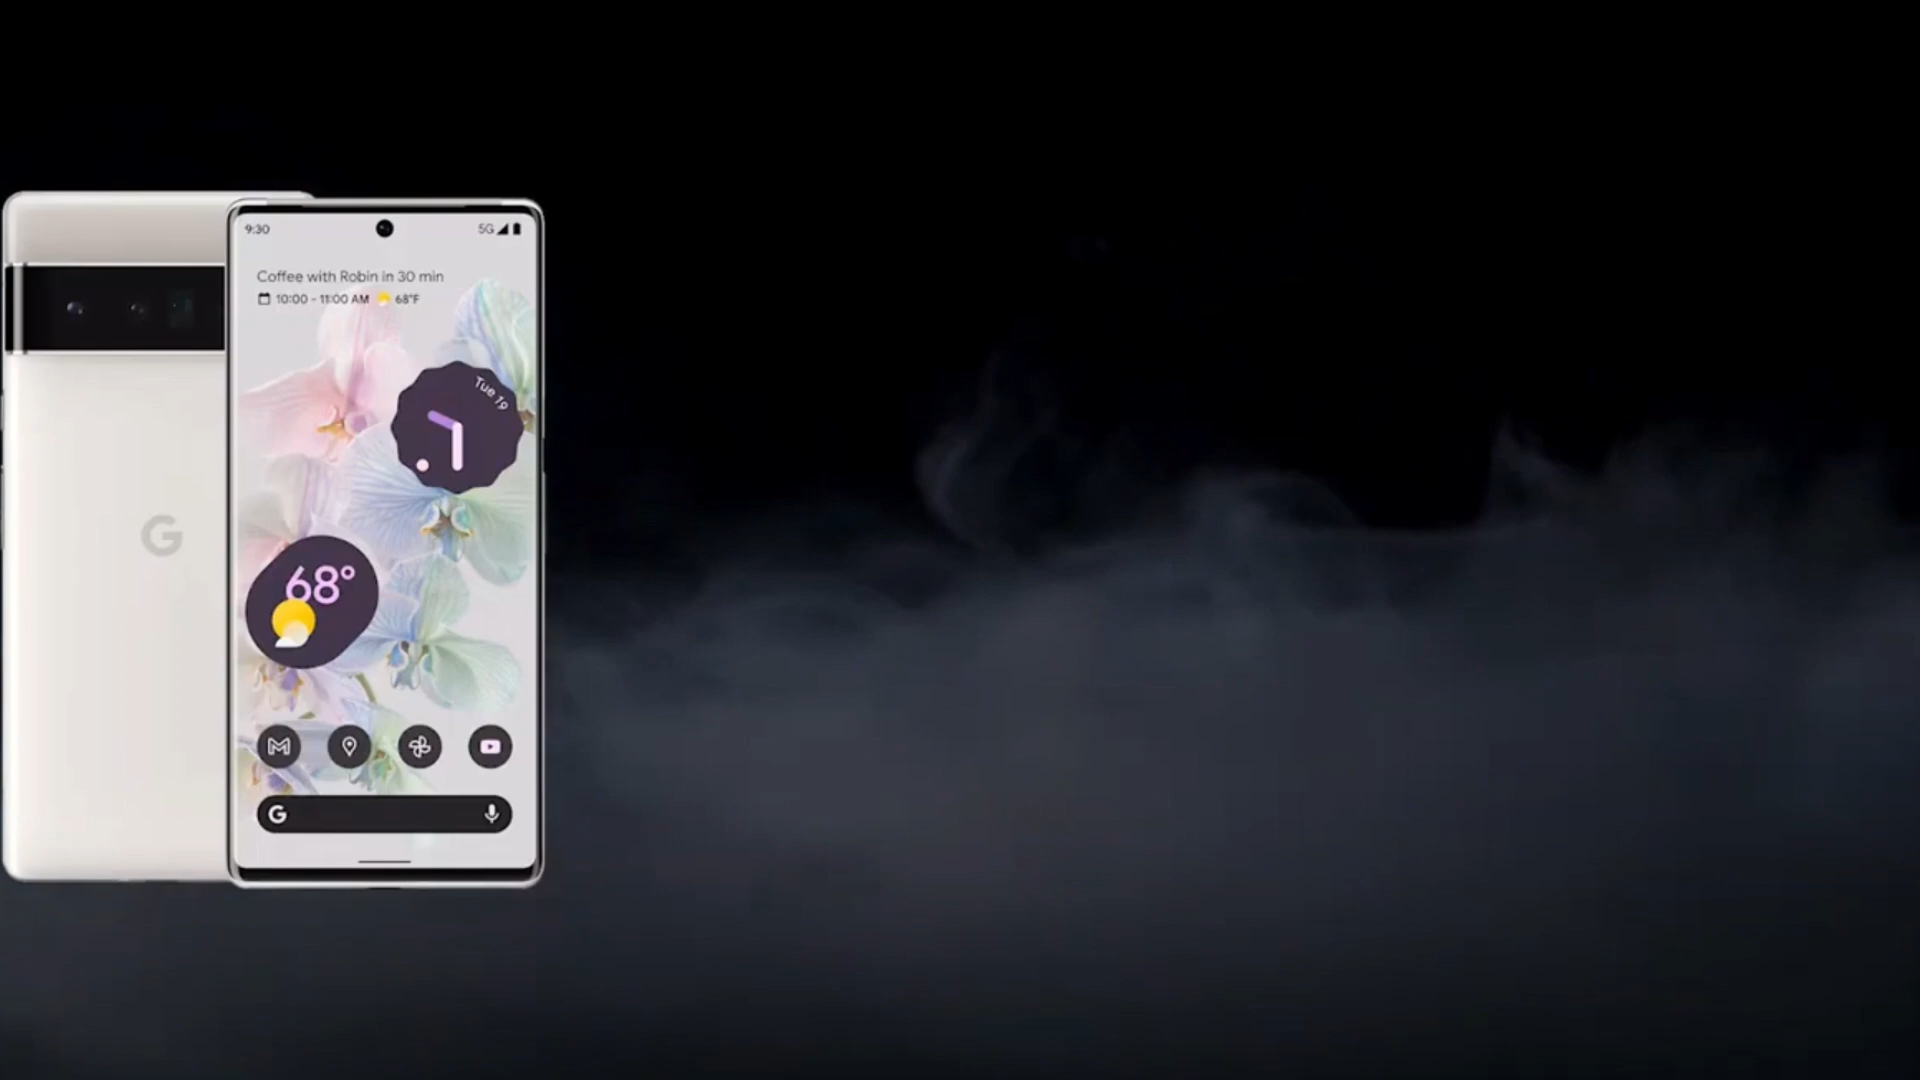 9:30
5G
Coffee with Robin in 30 min
10:00 - 11:00 AM 68°F
Tue 19
G
68°
G